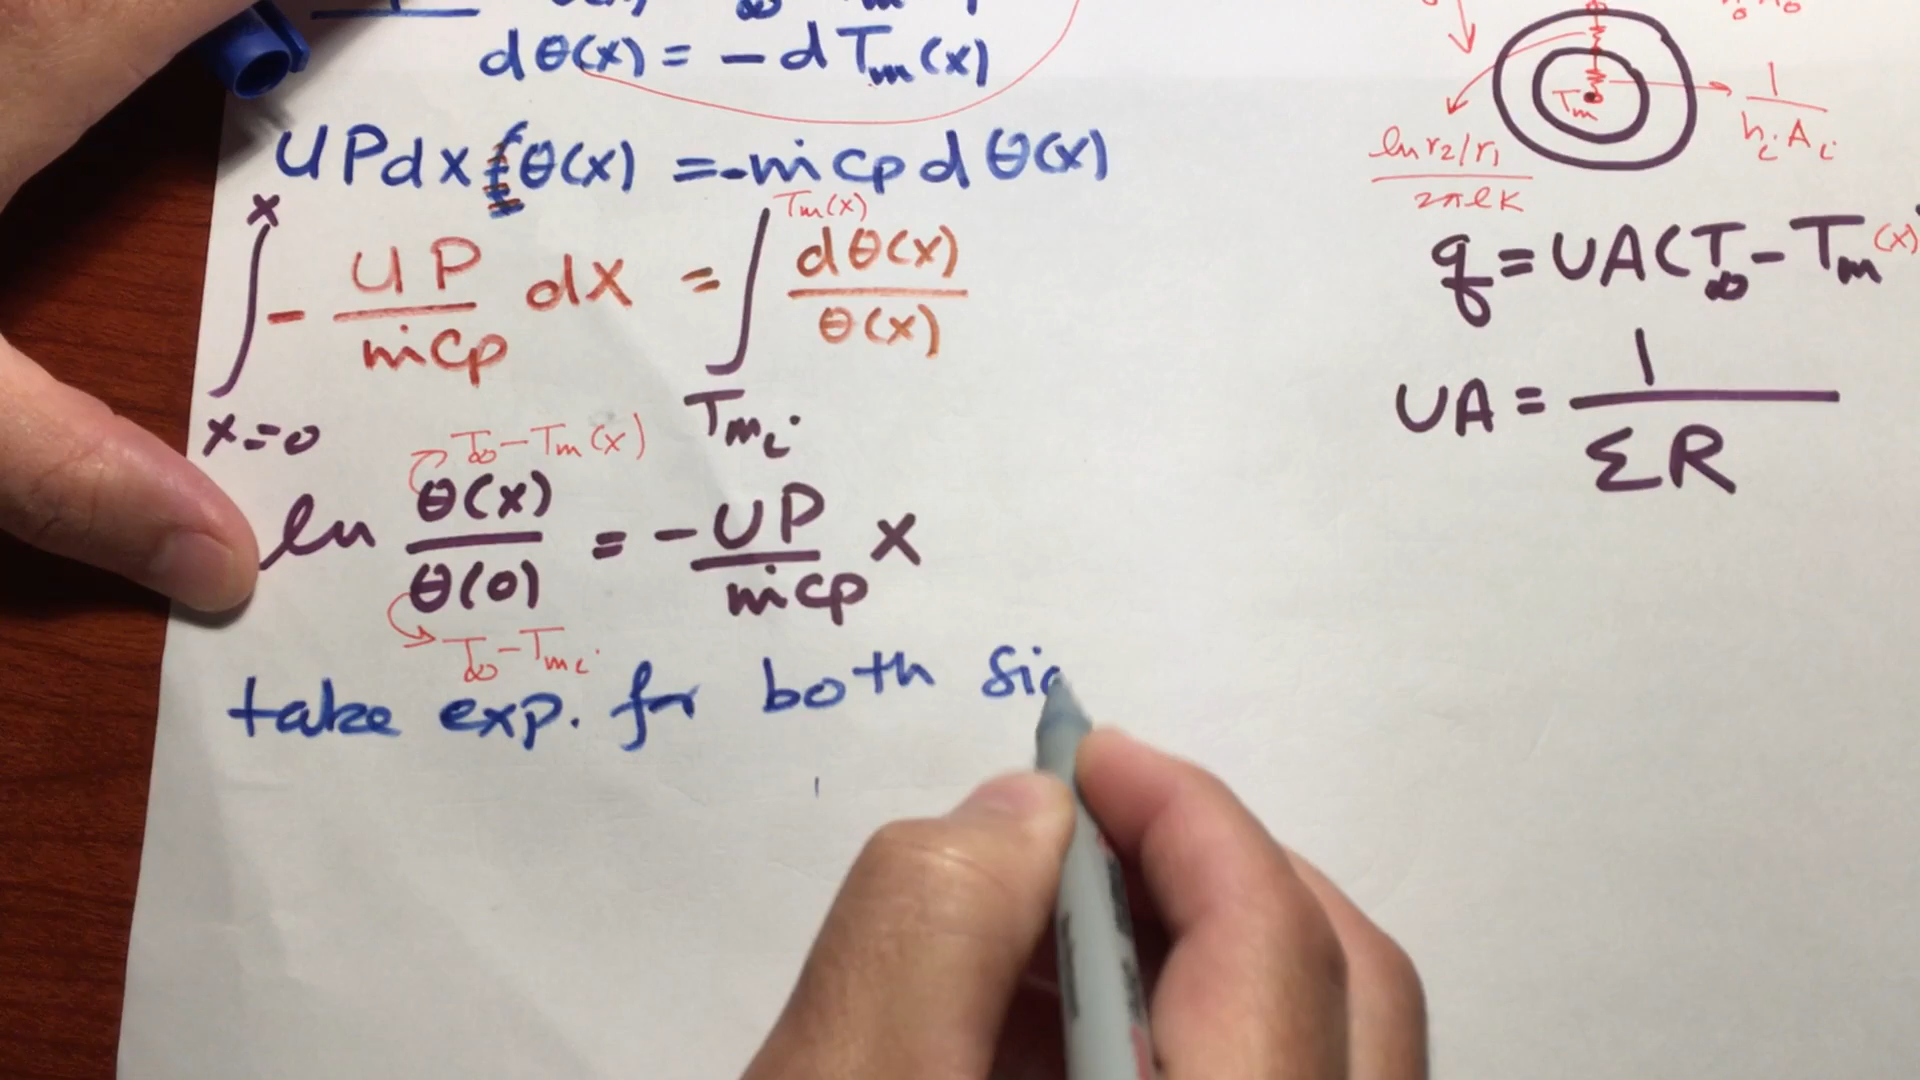 dθ(x) = -dTm(x)
UPdx θ(x) = -ṁcp dθ(x)
∫ x x=0 - UP/ṁcp dx = ∫ Tm(x) Tmi dθ(x)/θ(x)
T∞-Tm(x)
ln θ(x)/θ(0) = -UP/ṁcp x
T∞-Tmi
take exp. for both sid
Tm
1/hiAi
ln r2/r1 / 2πlk
q = UA(T∞-Tm(x)
UA = 1/ΣR